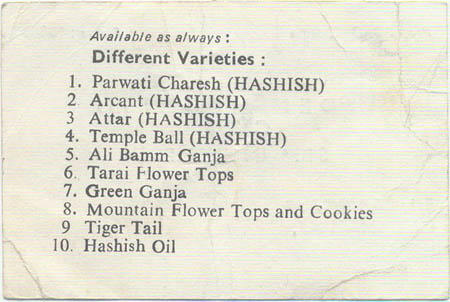 Available as always :
Different Varieties :
1. Parwati Charesh (HASHISH)
2. Arcant (HASHISH)
3 Attar (HASHISH)
4. Temple Ball (HASHISH)
5. Ali Bamm Ganja
6. Tarai Flower Tops
7. Green Ganja
8. Mountain Flower Tops and Cookies
9 Tiger Tail
10. Hashish Oil